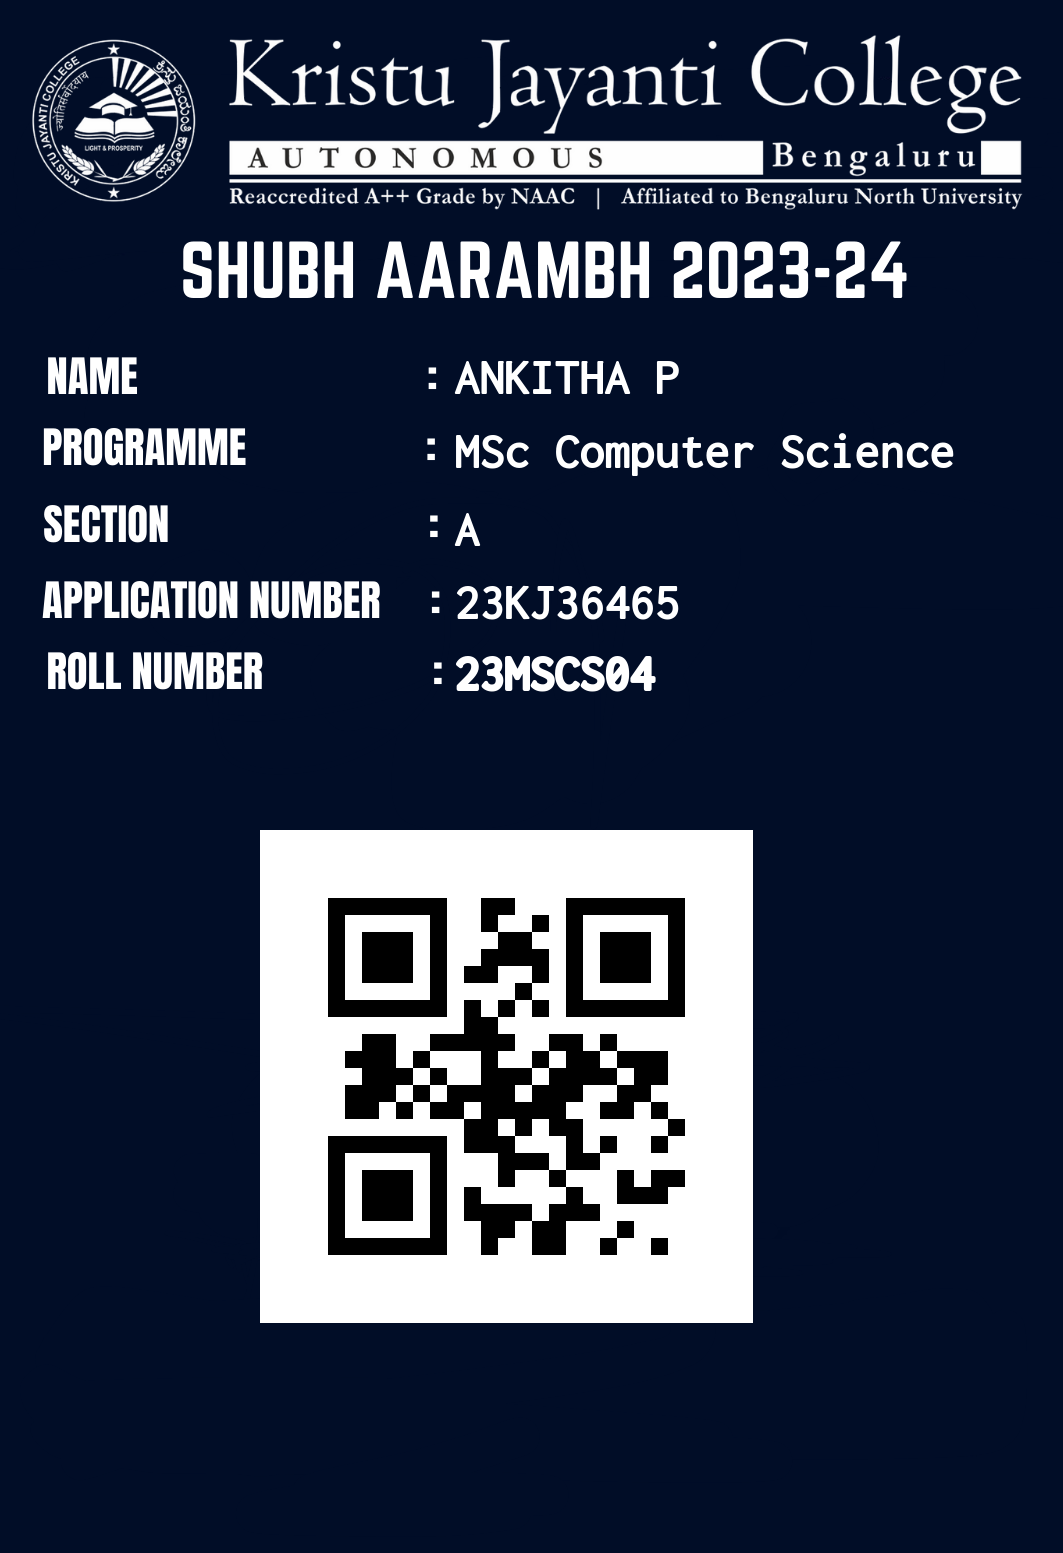 KRISTU JAYANTI COLLEGE
LIGHT & PROSPERITY
Kristu Jayanti College
AUTONOMOUS Bengaluru
Reaccredited A++ Grade by NAAC | Affiliated to Bengaluru North University
SHUBH AARAMBH 2023-24
NAME : ANKITHA P
PROGRAMME : MSc Computer Science
SECTION : A
APPLICATION NUMBER : 23KJ36465
ROLL NUMBER : 23MSCS04